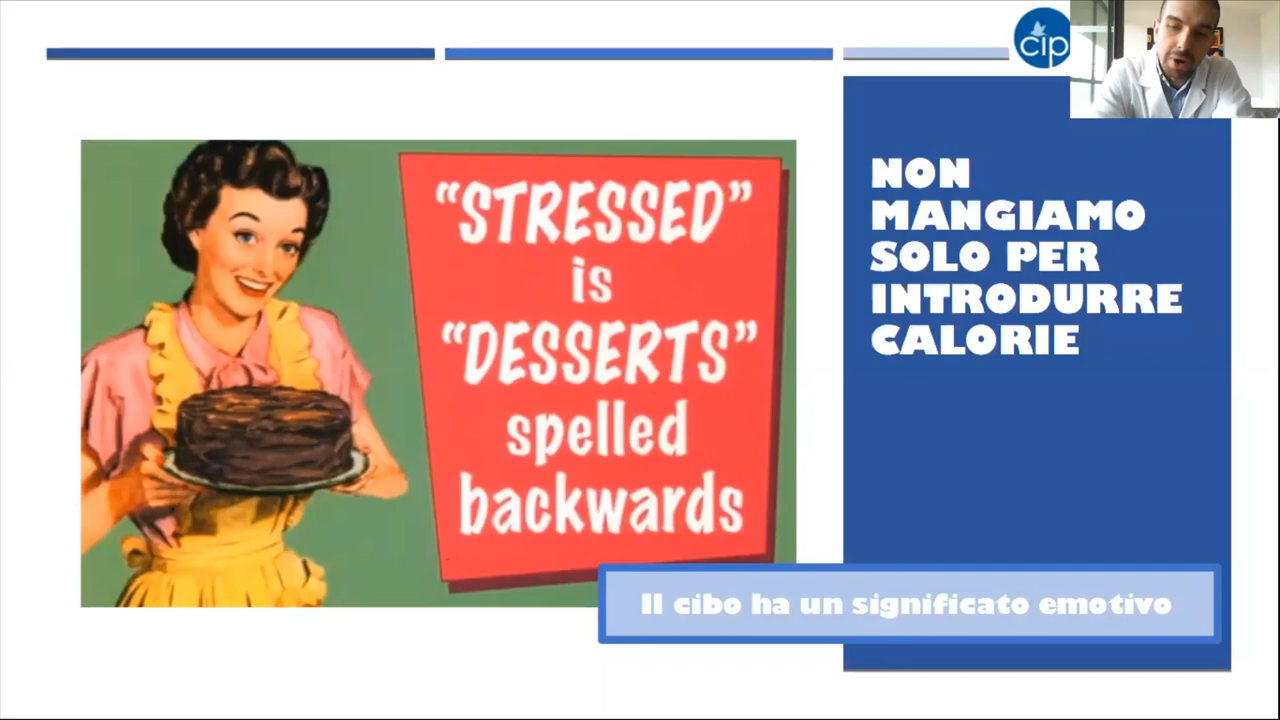 cip
"STRESSED"
is
"DESSERTS"
spelled
backwards
NON
MANGIAMO
SOLO PER
INTRODURRE
CALORIE
Il cibo ha un significato emotivo